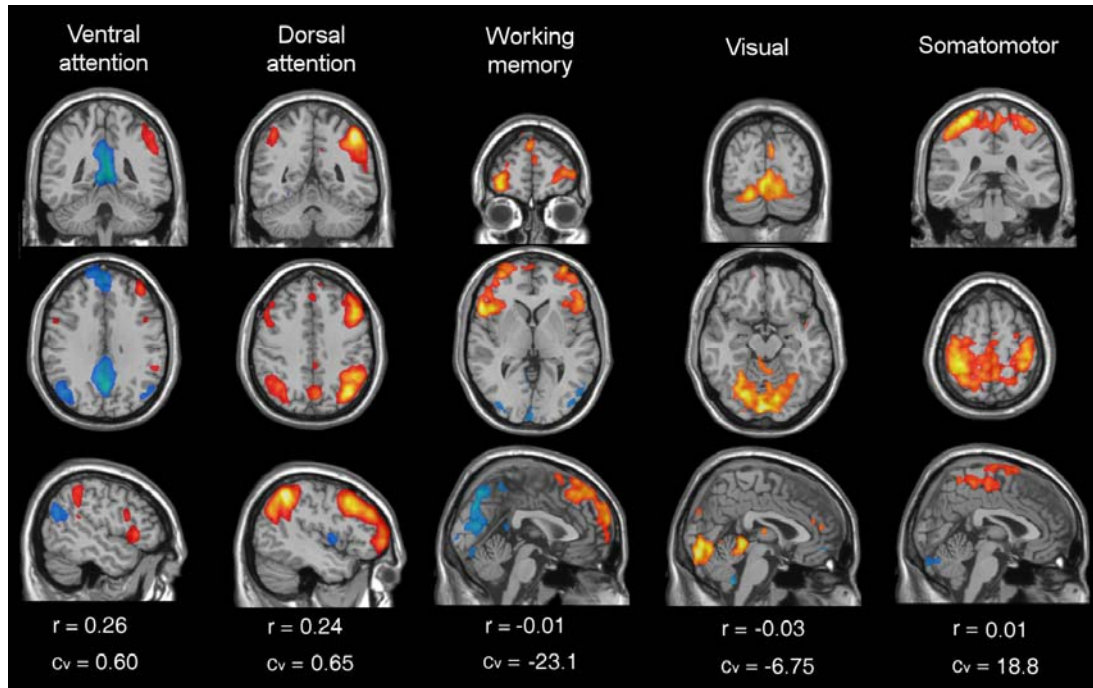 Ventral
attention
Dorsal
attention
Working
memory
Visual
Somatomotor
r = 0.26
cv = 0.60
r = 0.24
cv = 0.65
r = -0.01
cv = -23.1
r = -0.03
cv = -6.75
r = 0.01
cv = 18.8